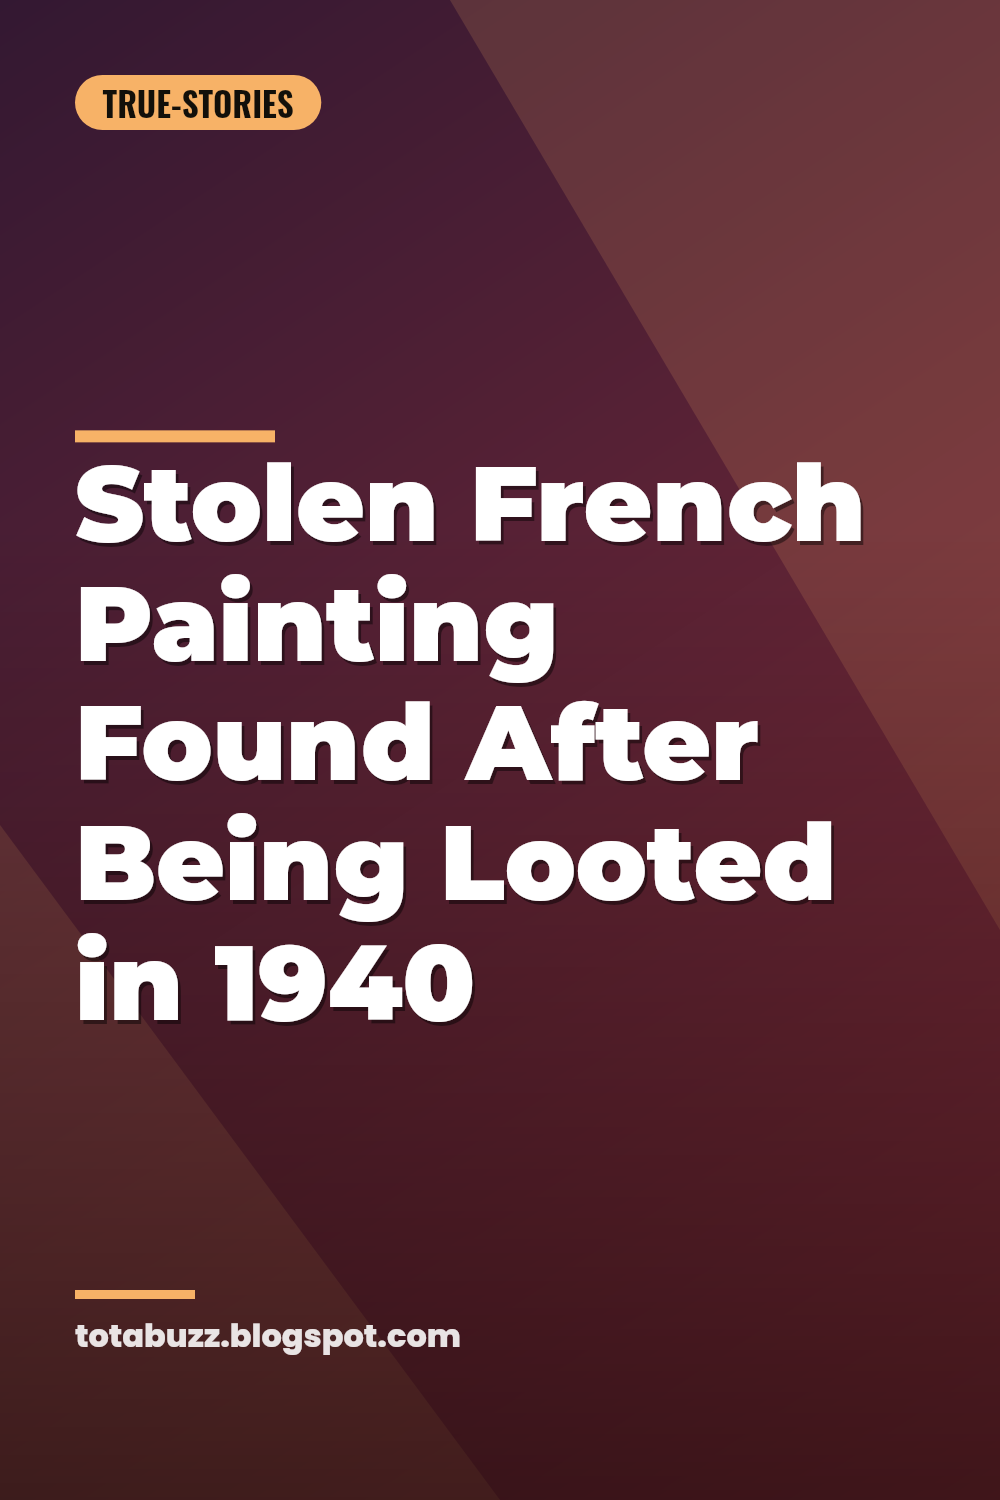 TRUE-STORIES
Stolen French
Painting
Found After
Being Looted
in 1940
totabuzz.blogspot.com